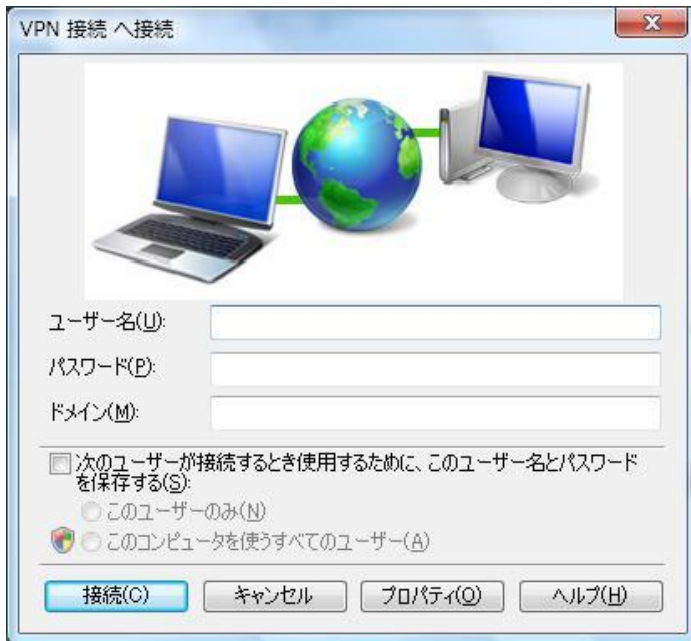 VPN 接続 へ接続
ユーザー名(U):
パスワード(P):
ドメイン(M):
次のユーザーが接続するとき使用するために、このユーザー名とパスワード
を保存する(S):
このユーザーのみ(N)
このコンピュータを使うすべてのユーザー(A)
接続(C) キャンセル プロパティ(O) ヘルプ(H)